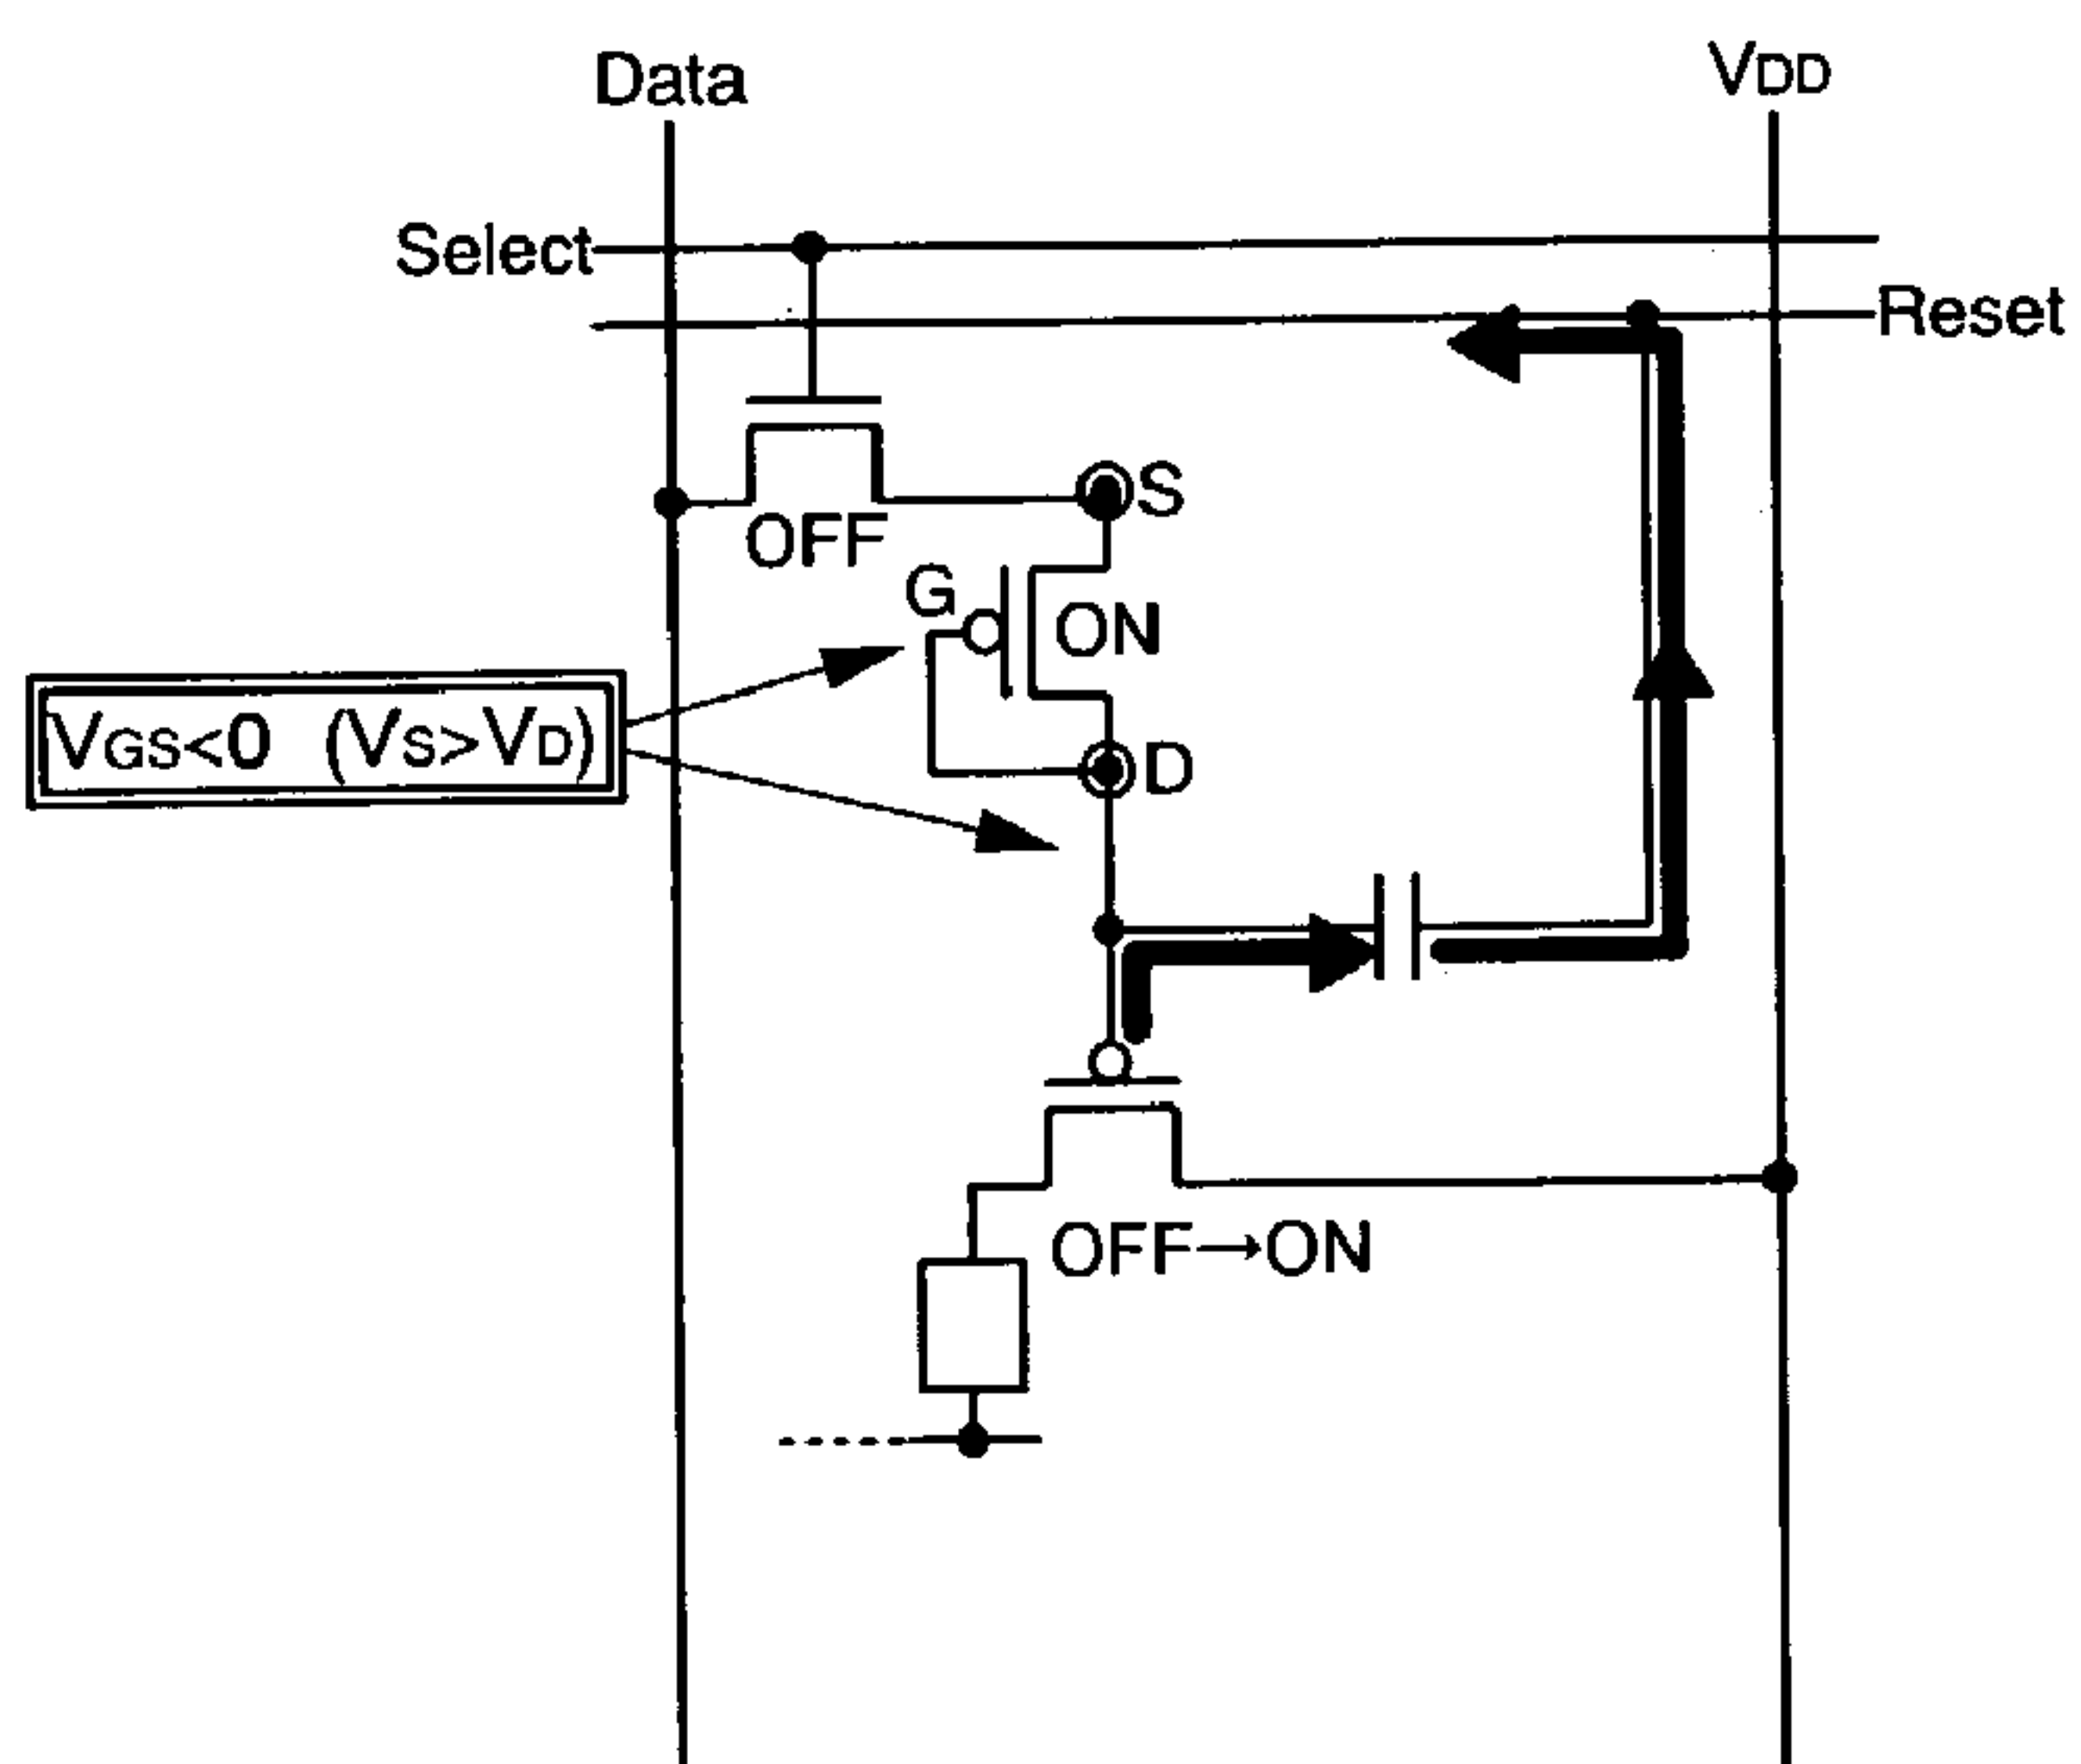 Data
VDD
Select
Reset
S
OFF
G
ON
VGS<0 (VS>VD)
D
OFF→ON